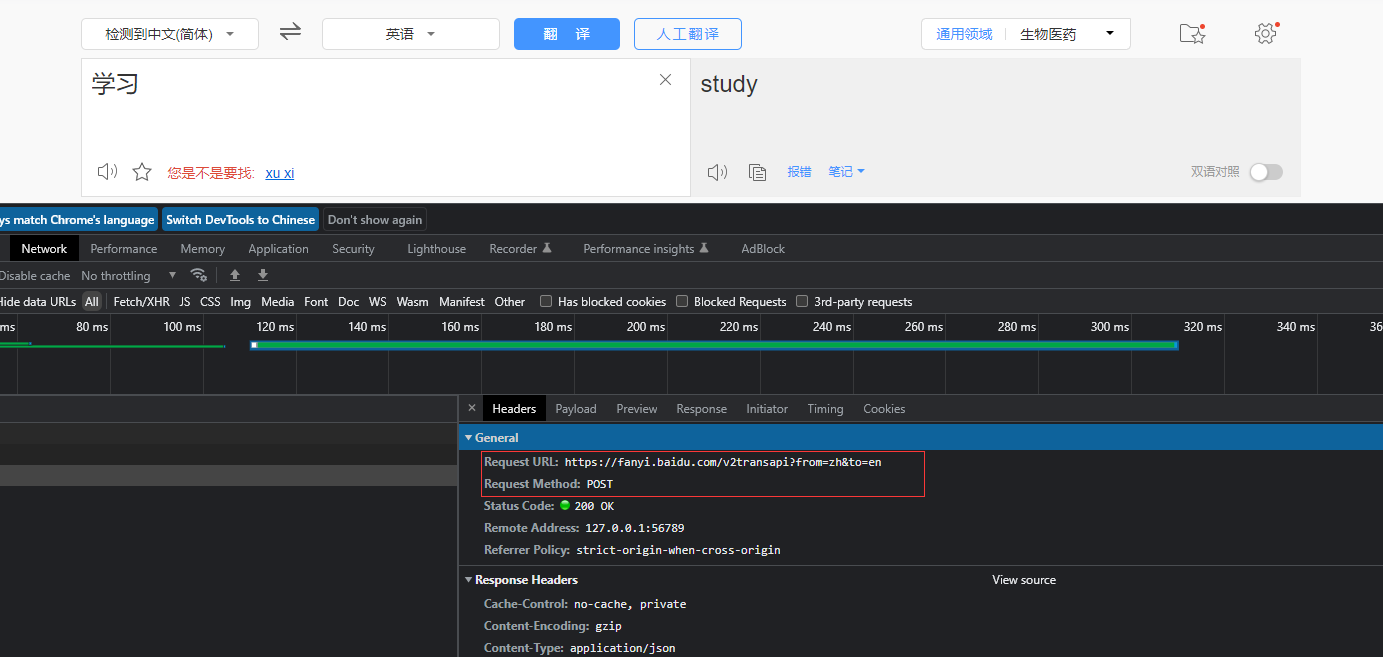 检测到中文(简体) 英语 翻 译 人工翻译 通用领域 生物医药
学习
study
您是不是要找: xu xi
报错 笔记 双语对照
ys match Chrome's language Switch DevTools to Chinese Don't show again
Network Performance Memory Application Security Lighthouse Recorder Performance insights AdBlock
Disable cache No throttling
Hide data URLs All Fetch/XHR JS CSS Img Media Font Doc WS Wasm Manifest Other Has blocked cookies Blocked Requests 3rd-party requests
ms 80 ms 100 ms 120 ms 140 ms 160 ms 180 ms 200 ms 220 ms 240 ms 260 ms 280 ms 300 ms 320 ms 340 ms 36
× Headers Payload Preview Response Initiator Timing Cookies
General
Request URL: https://fanyi.baidu.com/v2transapi?from=zh&to=en
Request Method: POST
Status Code: 200 OK
Remote Address: 127.0.0.1:56789
Referrer Policy: strict-origin-when-cross-origin
Response Headers View source
Cache-Control: no-cache, private
Content-Encoding: gzip
Content-Type: application/json